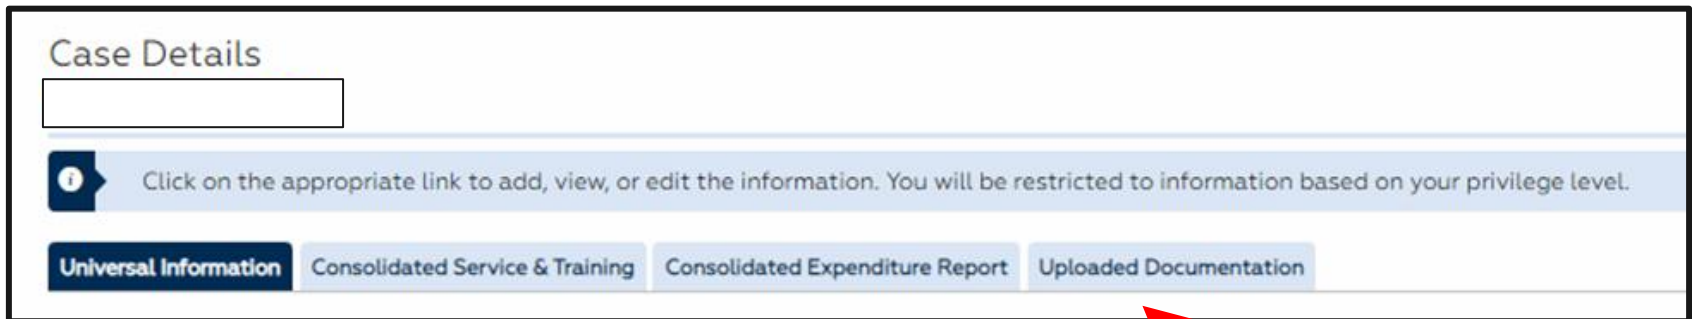 Case Details
Click on the appropriate link to add, view, or edit the information. You will be restricted to information based on your privilege level.
Universal Information Consolidated Service & Training Consolidated Expenditure Report Uploaded Documentation